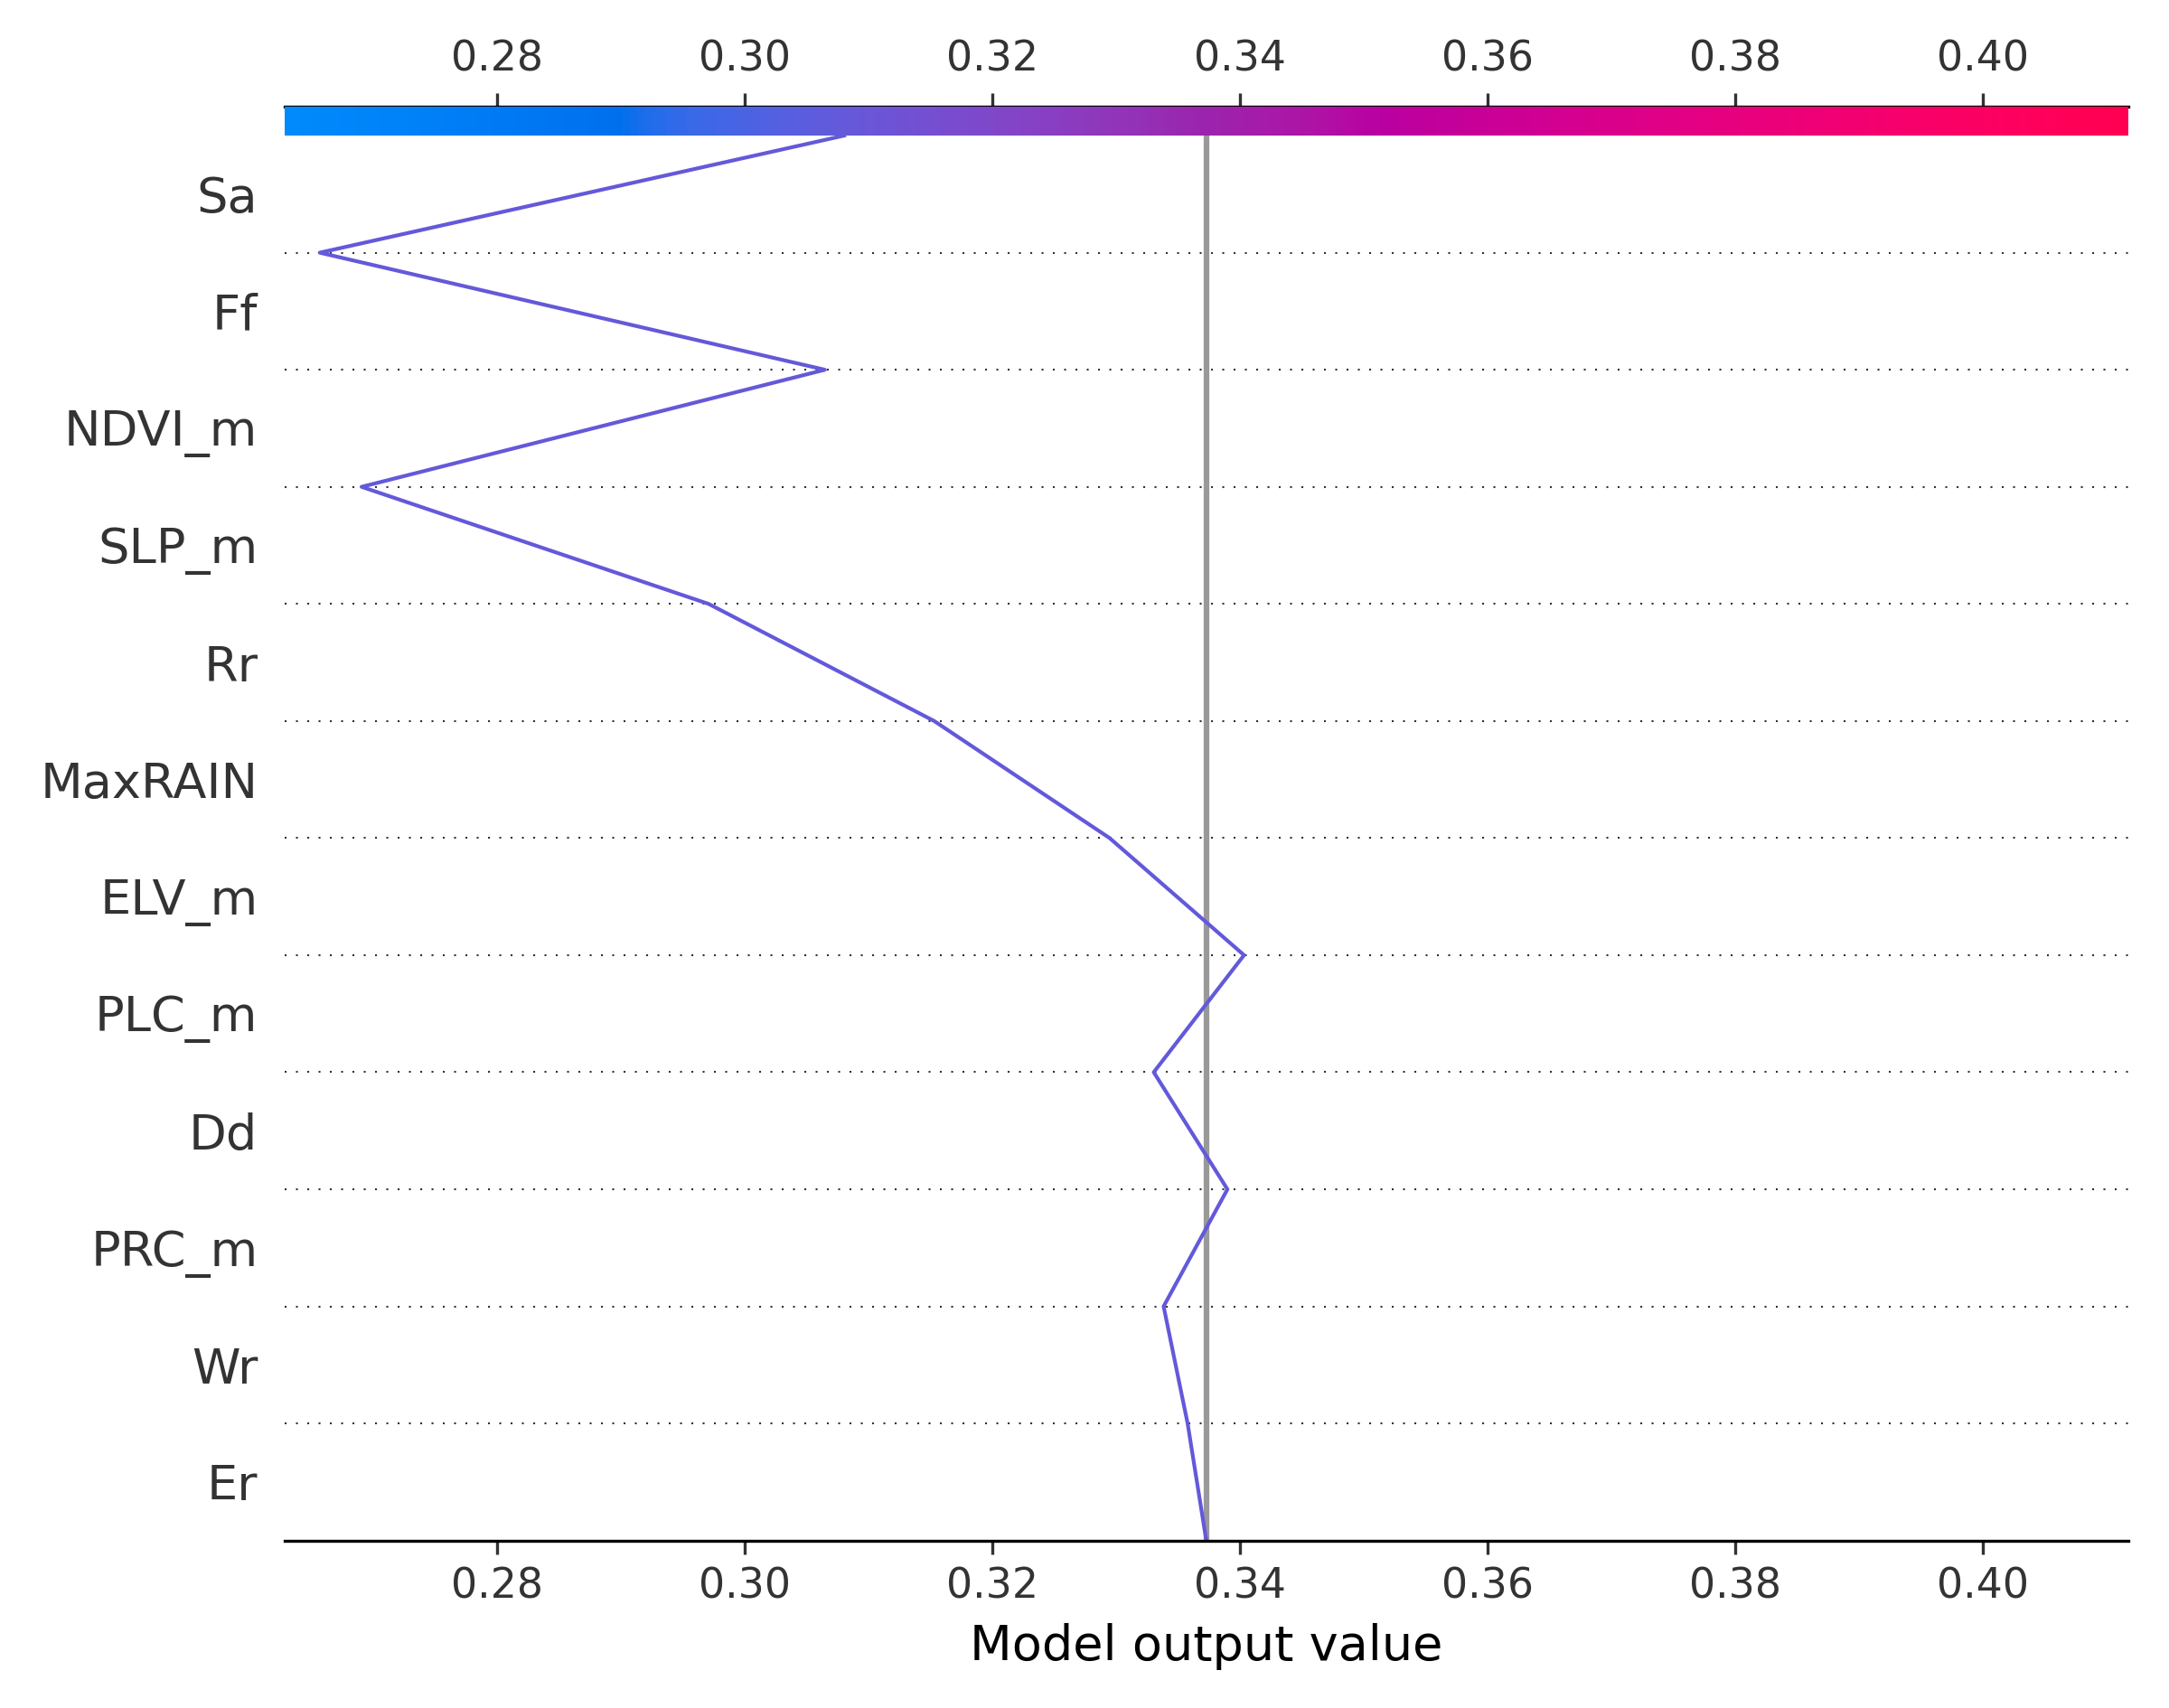 0.28 0.30 0.32 0.34 0.36 0.38 0.40
Sa
Ff
NDVI_m
SLP_m
Rr
MaxRAIN
ELV_m
PLC_m
Dd
PRC_m
Wr
Er
0.28 0.30 0.32 0.34 0.36 0.38 0.40
Model output value